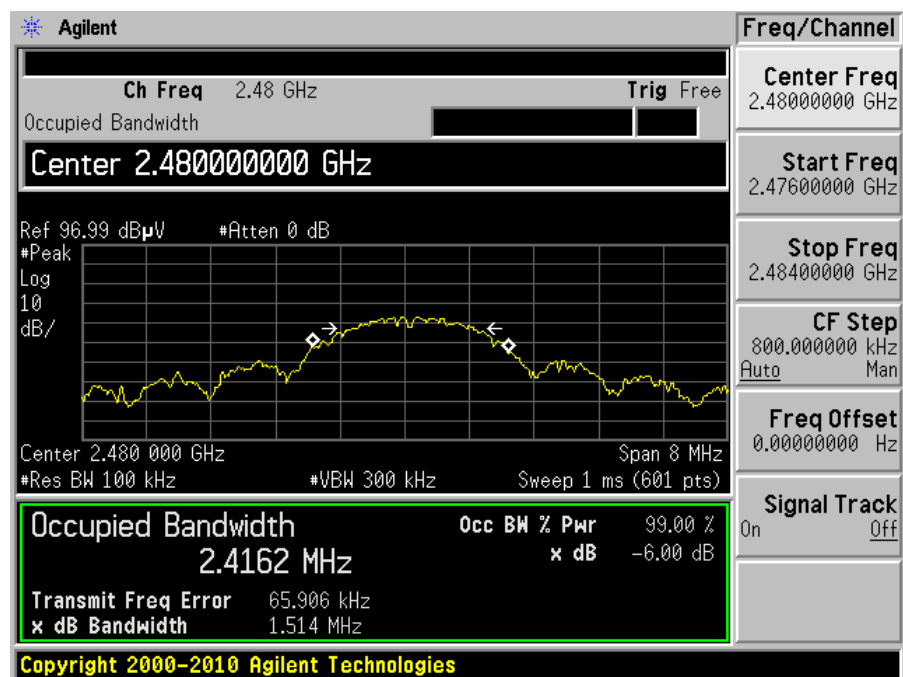 Agilent
Freq/Channel
Ch Freq 2.48 GHz Trig Free
Occupied Bandwidth
Center 2.480000000 GHz
Ref 96.99 dBµV #Atten 0 dB
#Peak
Log
10
dB/
Center 2.480 000 GHz Span 8 MHz
#Res BW 100 kHz #VBW 300 kHz Sweep 1 ms (601 pts)
Occupied Bandwidth Occ BW % Pwr 99.00 %
2.4162 MHz x dB -6.00 dB
Transmit Freq Error 65.906 kHz
x dB Bandwidth 1.514 MHz
Copyright 2000-2010 Agilent Technologies
Center Freq
2.48000000 GHz
Start Freq
2.47600000 GHz
Stop Freq
2.48400000 GHz
CF Step
800.000000 kHz
Auto Man
Freq Offset
0.00000000 Hz
Signal Track
On Off